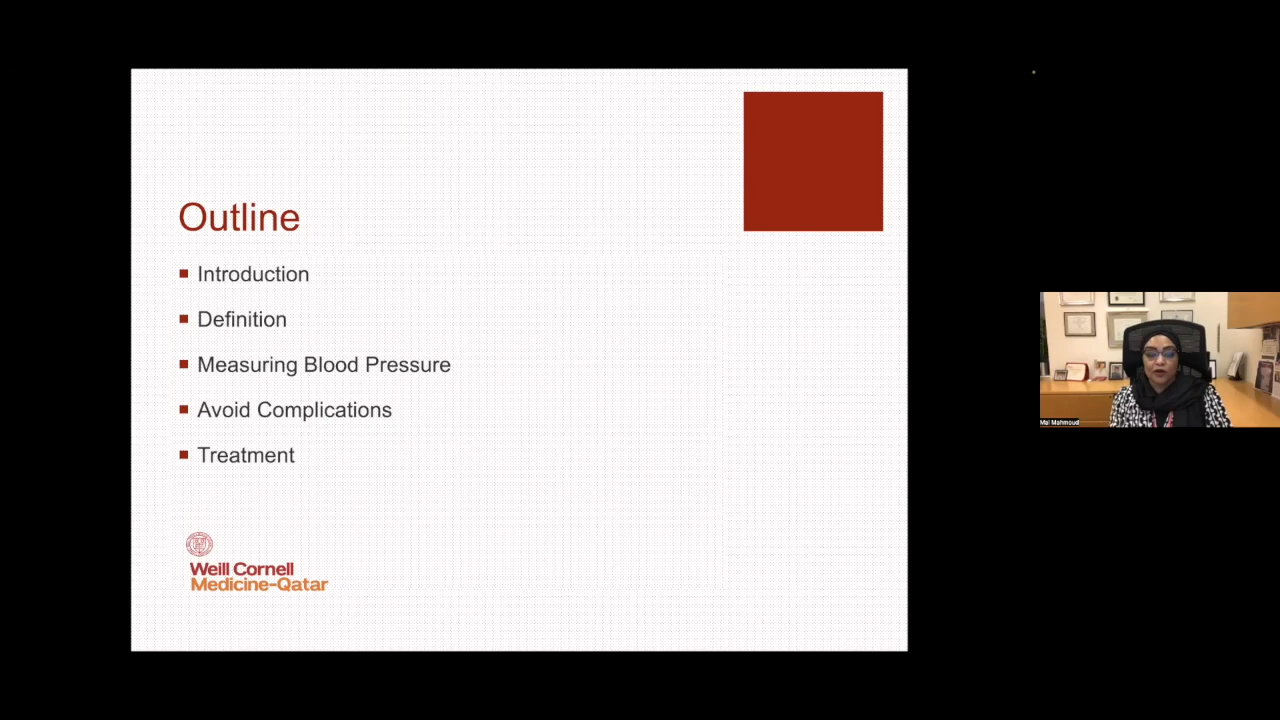 Outline
Introduction
Definition
Measuring Blood Pressure
Avoid Complications
Treatment
Weill Cornell
Medicine-Qatar
Mai Mahmoud